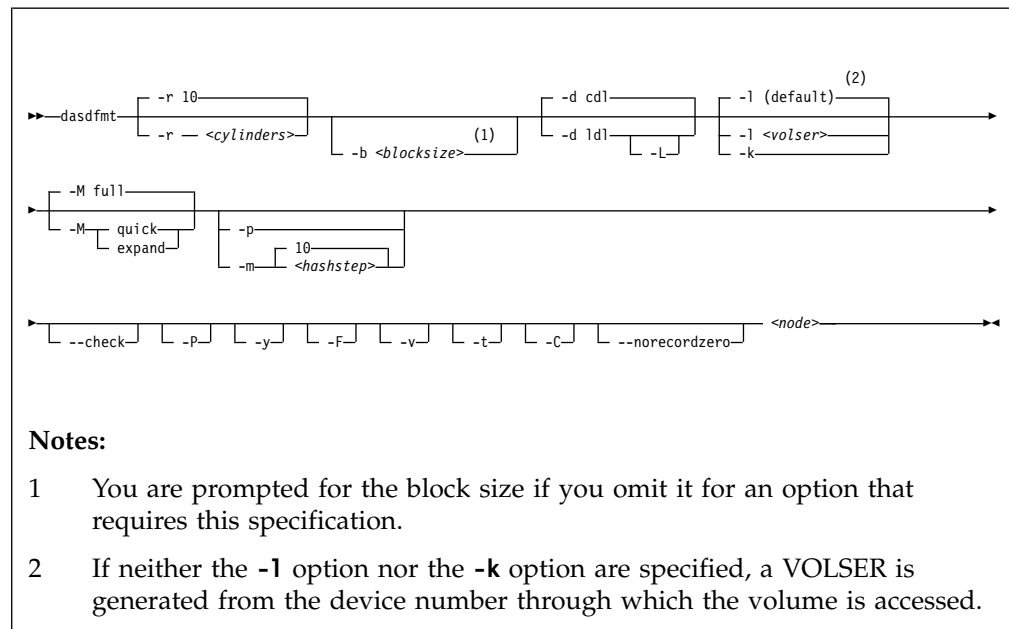 (2)
-r 10 -d cdl -l (default)
dasdfmt -r <cylinders> (1) -d ldl -l <volser>
-b <blocksize> -L -k
-M full
-M quick -p
expand 10
-m <hashstep>
<node>
--check -P -y -F -v -t -C --norecordzero
Notes:
1 You are prompted for the block size if you omit it for an option that
requires this specification.
2 If neither the -l option nor the -k option are specified, a VOLSER is
generated from the device number through which the volume is accessed.